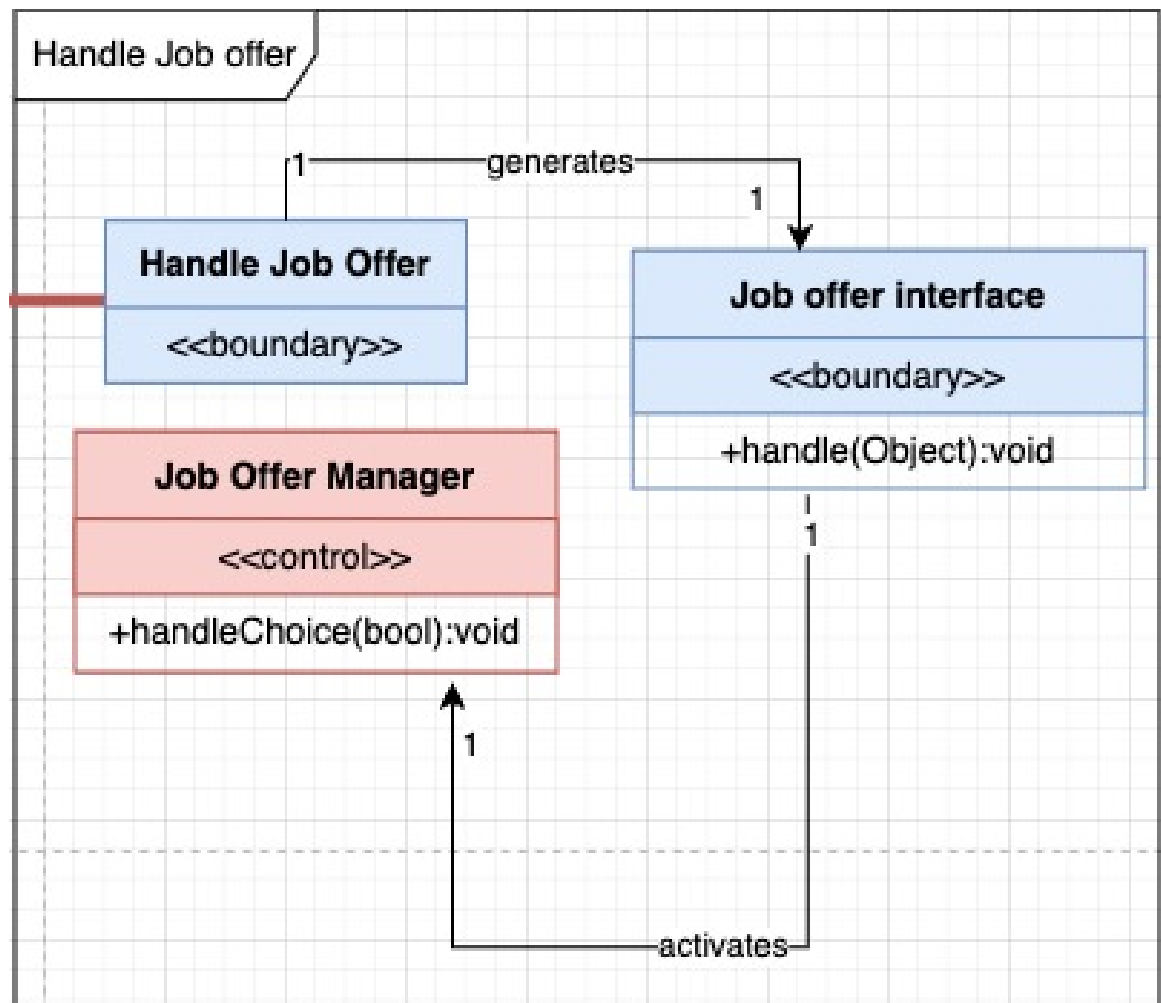 Handle Job offer
1
generates
1
Handle Job Offer
<<boundary>>
Job offer interface
<<boundary>>
+handle(Object):void
1
Job Offer Manager
<<control>>
+handleChoice(bool):void
1
activates